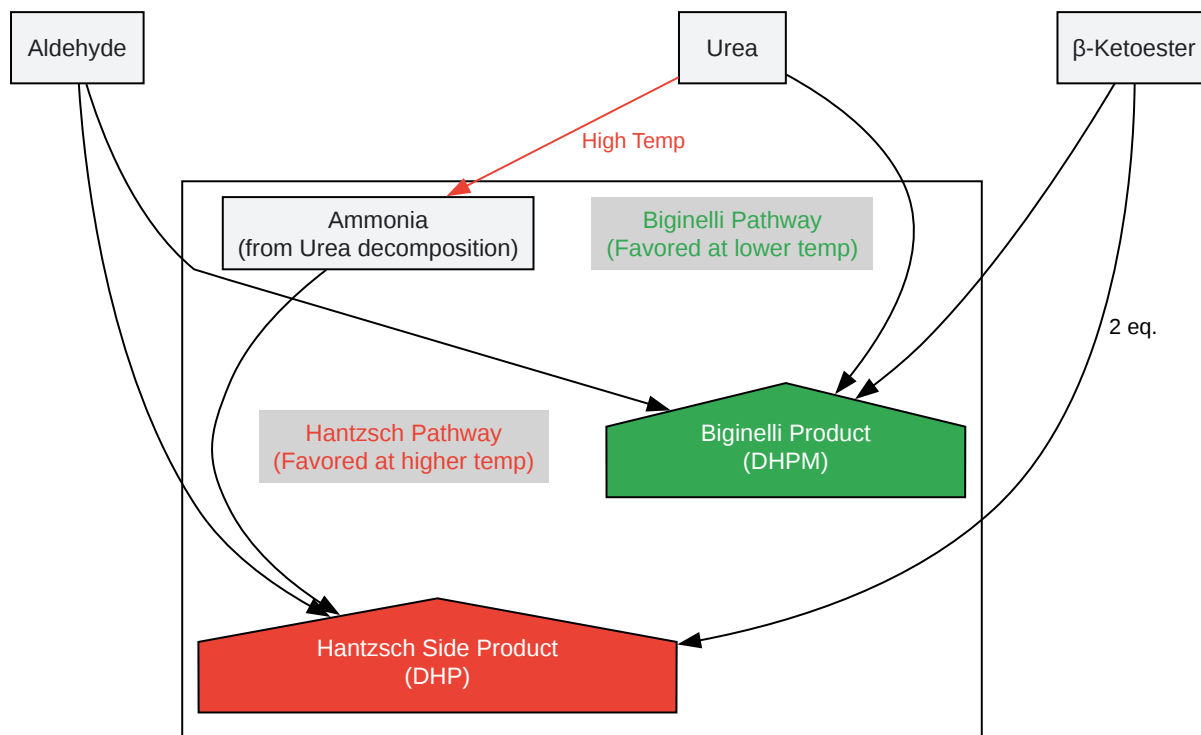 Aldehyde
Urea
β-Ketoester
High Temp
Ammonia
(from Urea decomposition)
Biginelli Pathway
(Favored at lower temp)
2 eq.
Hantzsch Pathway
(Favored at higher temp)
Biginelli Product
(DHPM)
Hantzsch Side Product
(DHP)